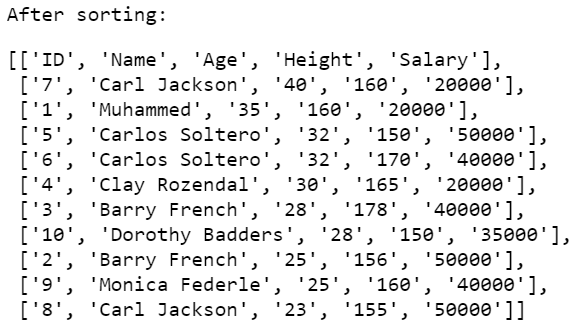 After sorting:
[['ID', 'Name', 'Age', 'Height', 'Salary'],
['7', 'Carl Jackson', '40', '160', '20000'],
['1', 'Muhammed', '35', '160', '20000'],
['5', 'Carlos Soltero', '32', '150', '50000'],
['6', 'Carlos Soltero', '32', '170', '40000'],
['4', 'Clay Rozendal', '30', '165', '20000'],
['3', 'Barry French', '28', '178', '40000'],
['10', 'Dorothy Badders', '28', '150', '35000'],
['2', 'Barry French', '25', '156', '50000'],
['9', 'Monica Federle', '25', '160', '40000'],
['8', 'Carl Jackson', '23', '155', '50000']]